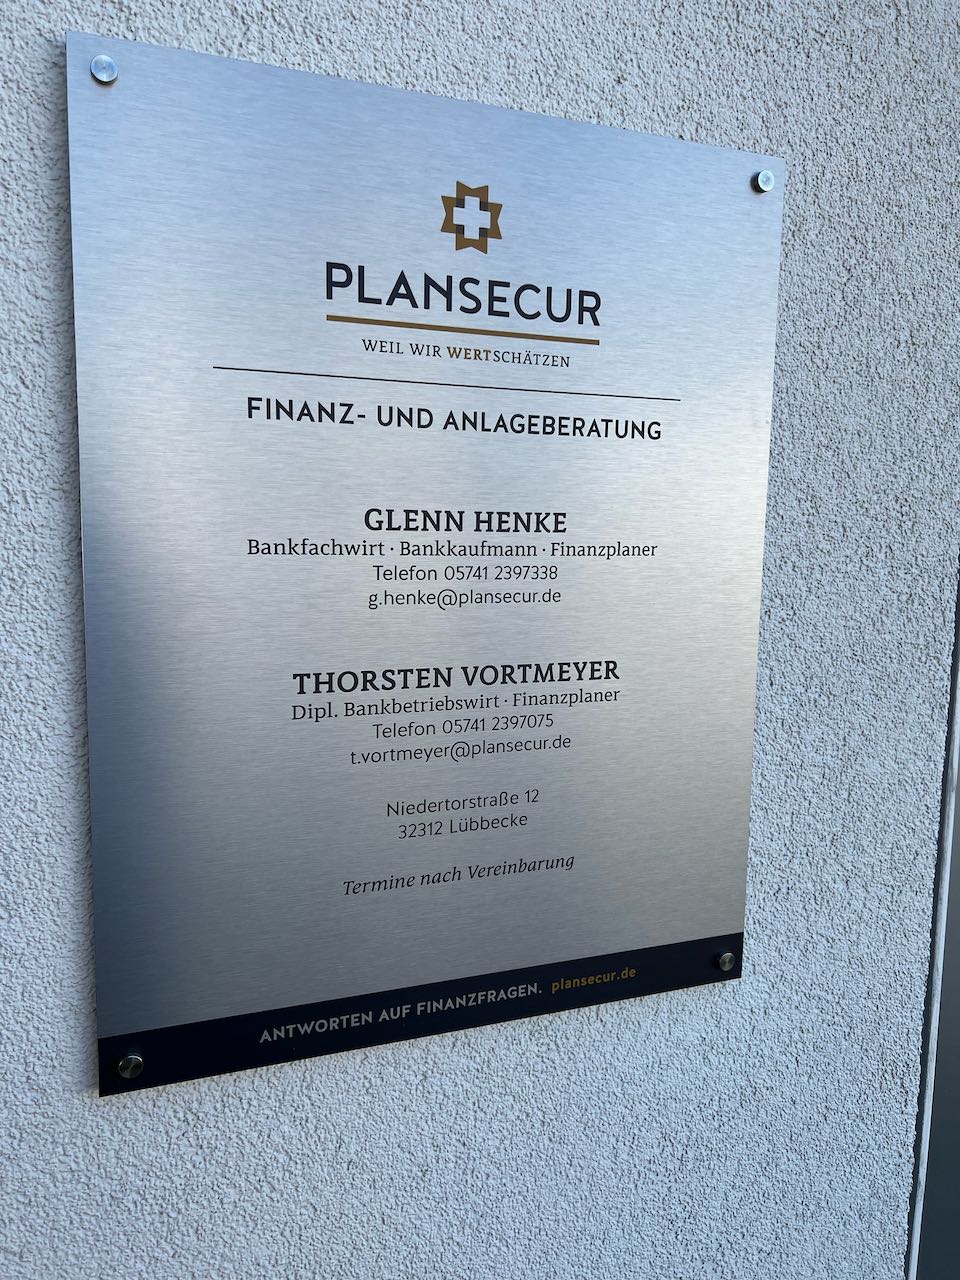 PLANSECUR
WEIL WIR WERTSCHÄTZEN
FINANZ- UND ANLAGEBERATUNG
GLENN HENKE
Bankfachwirt · Bankkaufmann · Finanzplaner
Telefon 05741 2397338
g.henke@plansecur.de
THORSTEN VORTMEYER
Dipl. Bankbetriebswirt · Finanzplaner
Telefon 05741 2397075
t.vortmeyer@plansecur.de
Niedertorstraße 12
32312 Lübbecke
Termine nach Vereinbarung
ANTWORTEN AUF FINANZFRAGEN. plansecur.de